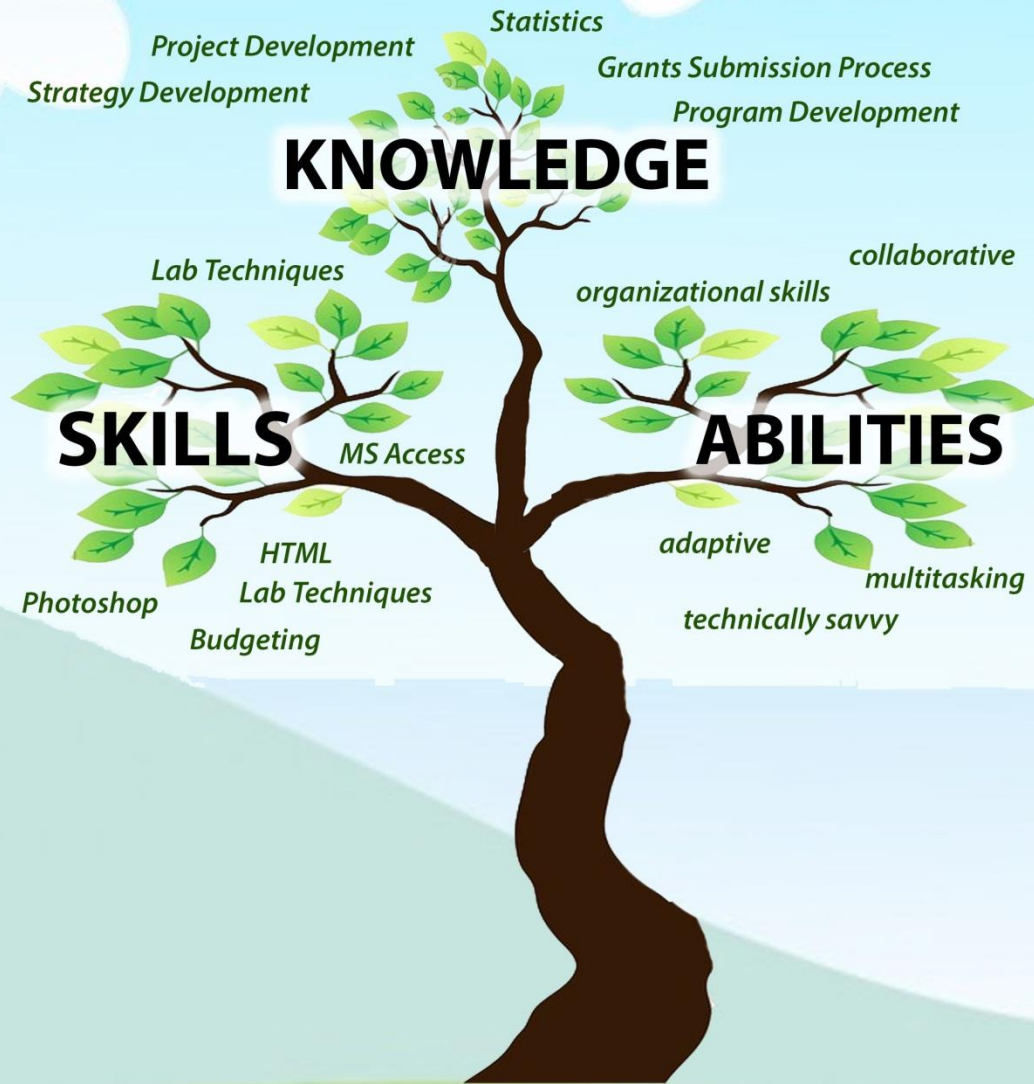 Statistics
Project Development
Grants Submission Process
Strategy Development
Program Development
KNOWLEDGE
collaborative
Lab Techniques
organizational skills
SKILLS
MS Access
ABILITIES
adaptive
HTML
multitasking
Lab Techniques
Photoshop
technically savvy
Budgeting